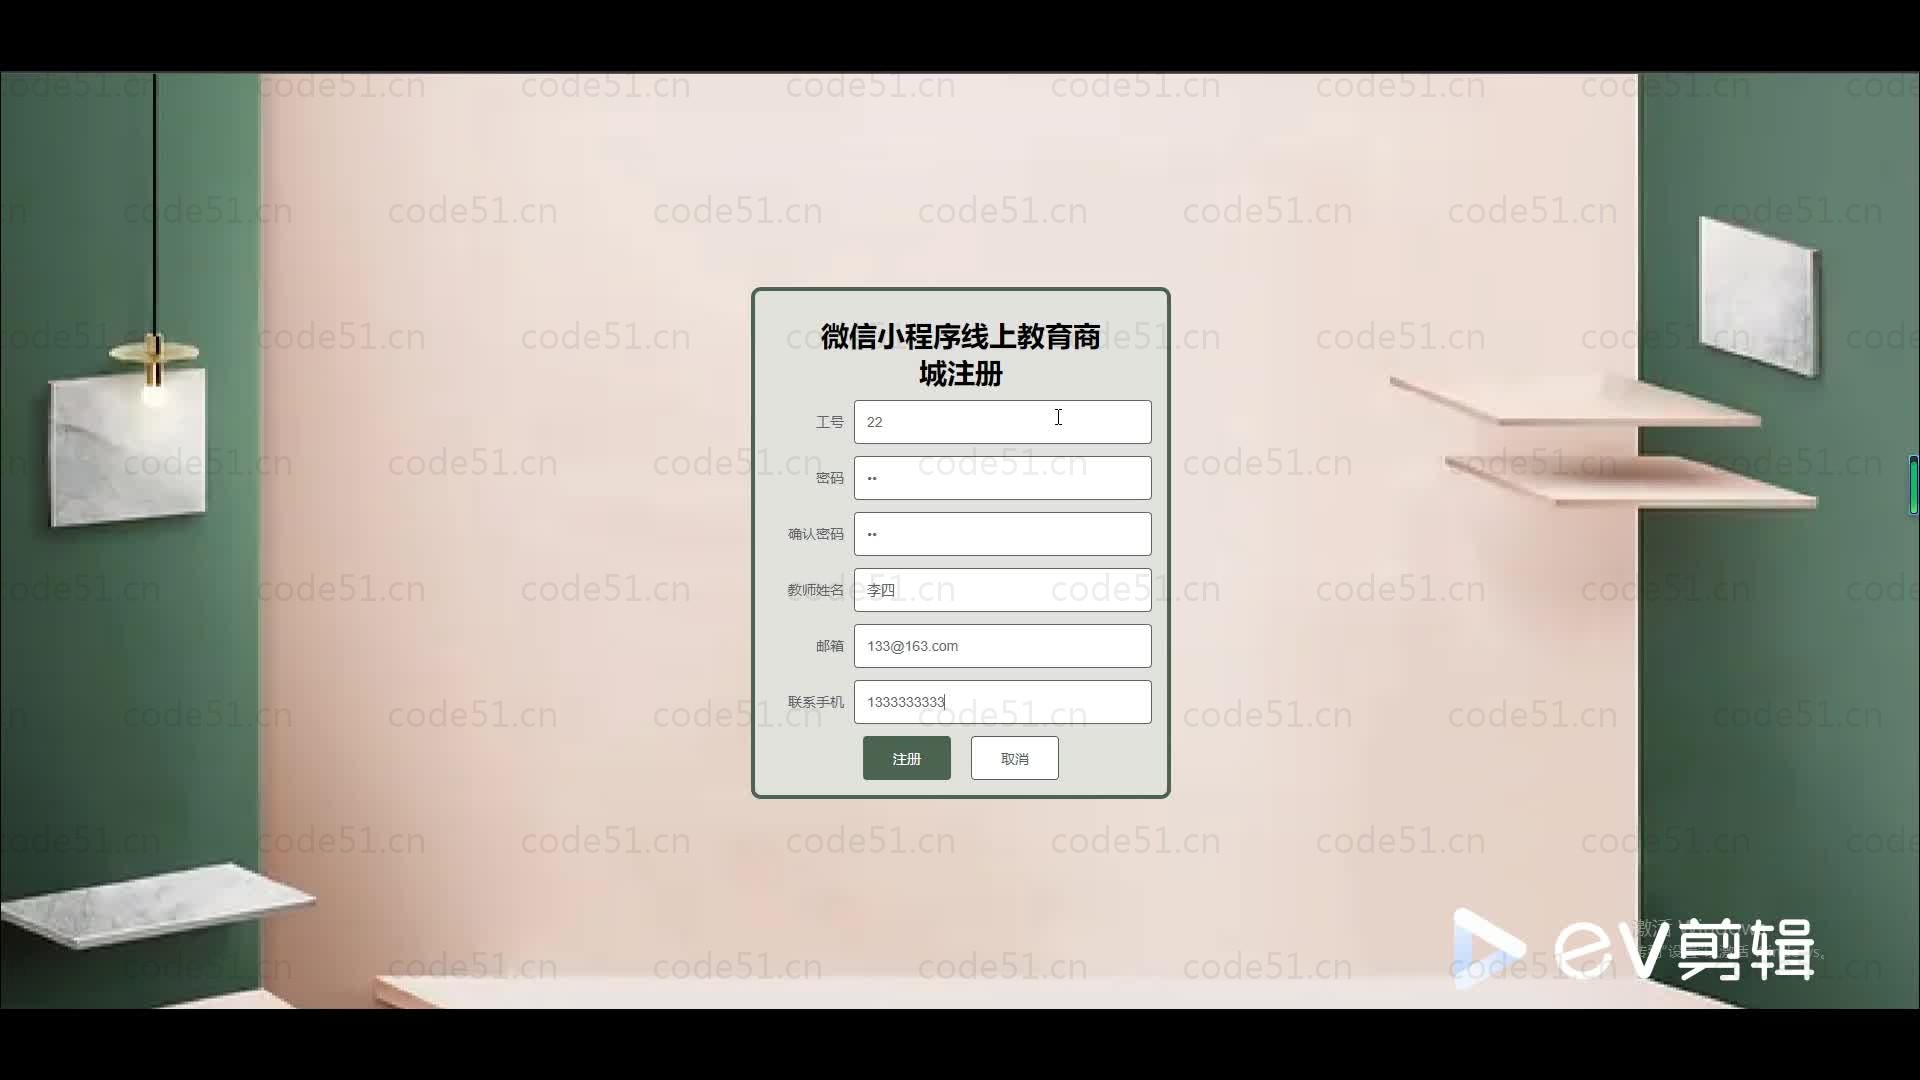 微信小程序线上教育商
城注册
工号 22
密码 ••
确认密码 ••
教师姓名 李四
邮箱 133@163.com
联系手机 1333333333
注册 取消
code51.cn
ev剪辑